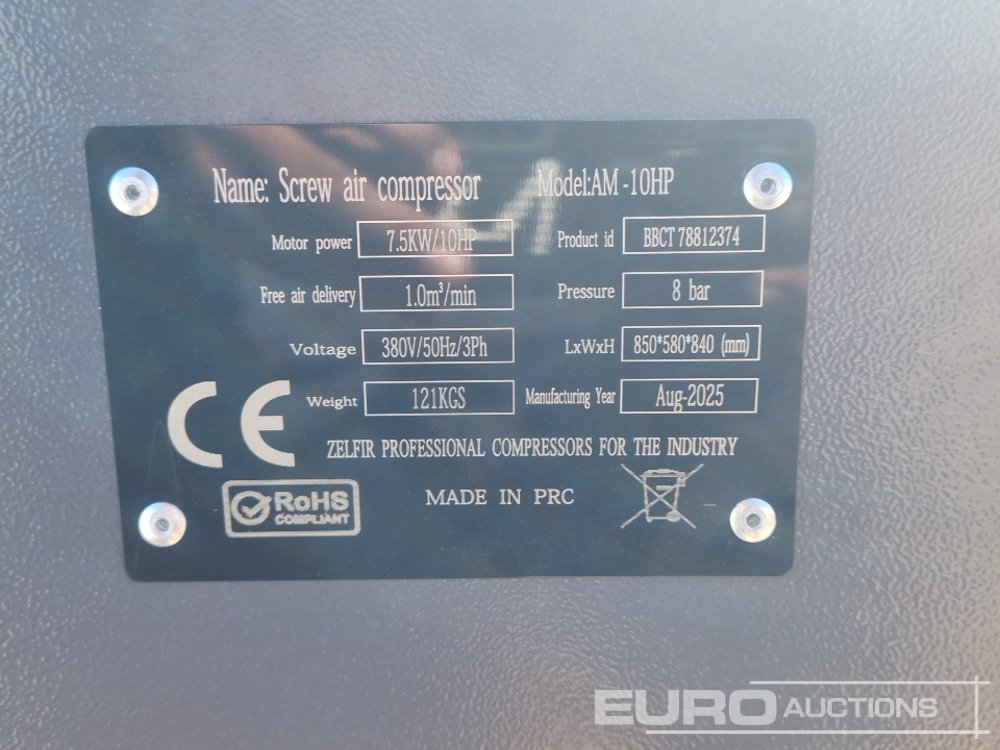 Name: Screw air compressor Model:AM -10HP
Motor power 7.5KW/10HP Product id BBCT 78812374
Free air delivery 1.0m³/min Pressure 8 bar
Voltage 380V/50Hz/3Ph LxWxH 850*580*840 (mm)
Weight 121KGS Manufacturing Year Aug-2025
CE
ZELFIR PROFESSIONAL COMPRESSORS FOR THE INDUSTRY
RoHS
COMPLIANT
MADE IN PRC
EURO AUCTIONS